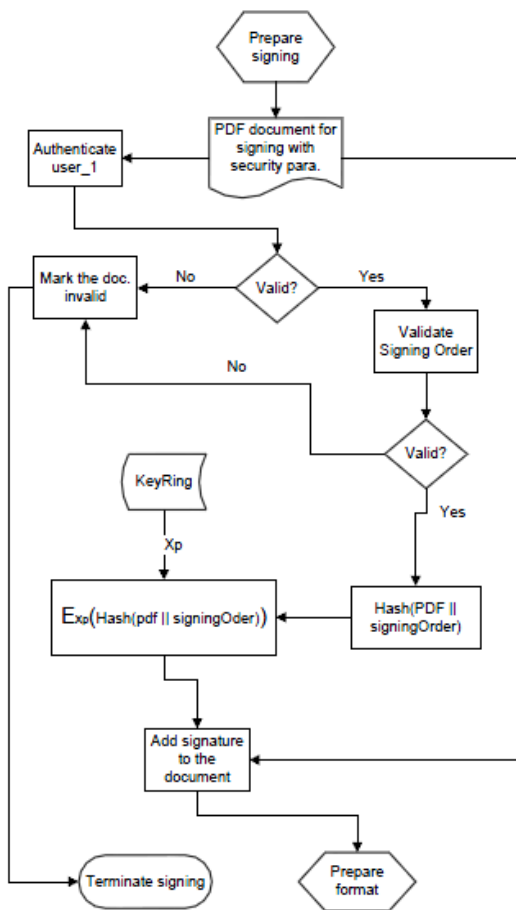 Prepare
signing
PDF document for
signing with
security para.
Authenticate
user_1
Mark the doc.
invalid
No
Valid?
Yes
Validate
Signing Order
No
Valid?
KeyRing
Yes
Xp
EXp(Hash(pdf || signingOder))
Hash(PDF ||
signingOrder)
Add signature
to the
document
Terminate signing
Prepare
format